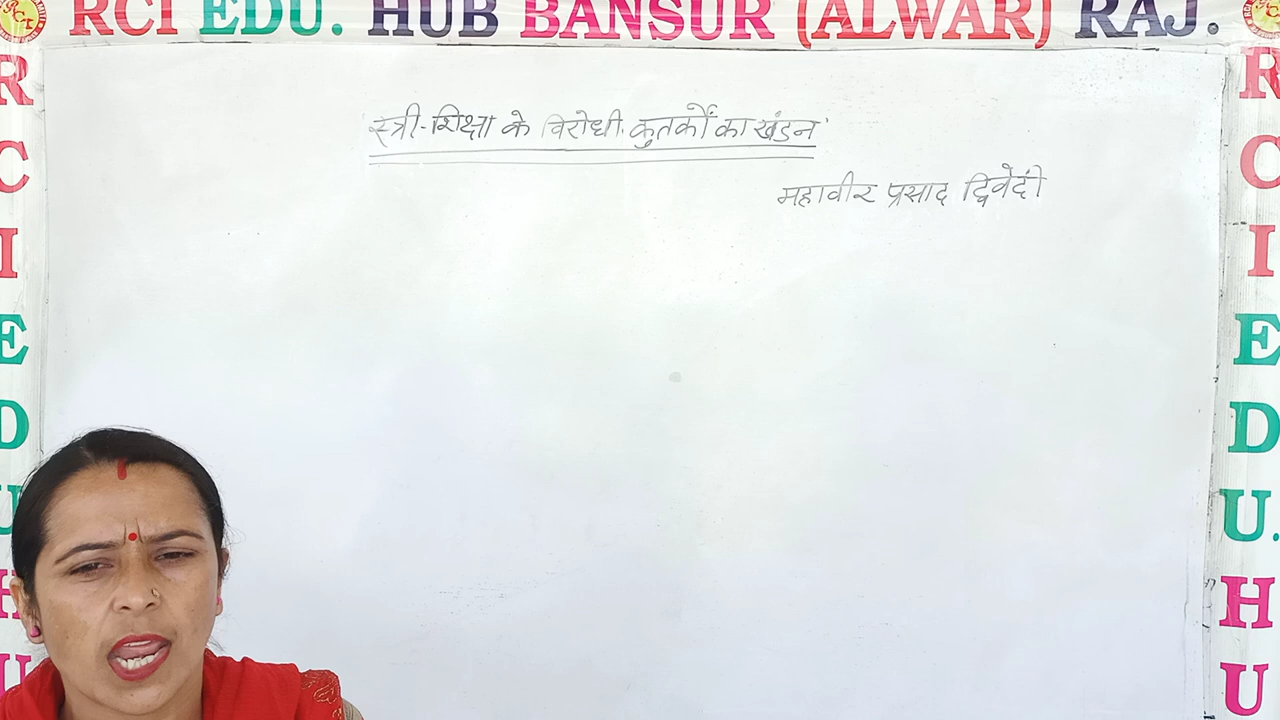 RCI EDU. HUB BANSUR (ALWAR) RAJ.
'स्त्री-शिक्षा के विरोधी कुतर्कों का खंडन'
महावीर प्रसाद द्विवेदी
R
C
I
E
D
U
H
U
R
C
I
E
D
U.
H
U